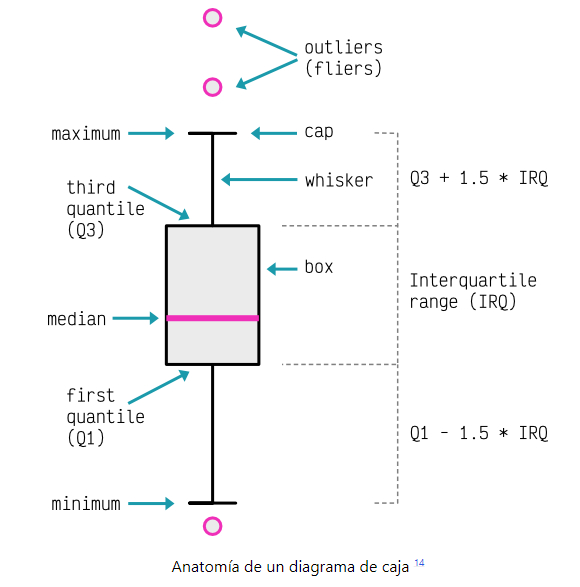 outliers
(fliers)
maximum
cap
whisker
Q3 + 1.5 * IRQ
third
quantile
(Q3)
box
Interquartile
range (IRQ)
median
first
quantile
(Q1)
Q1 - 1.5 * IRQ
minimum
Anatomía de un diagrama de caja 14